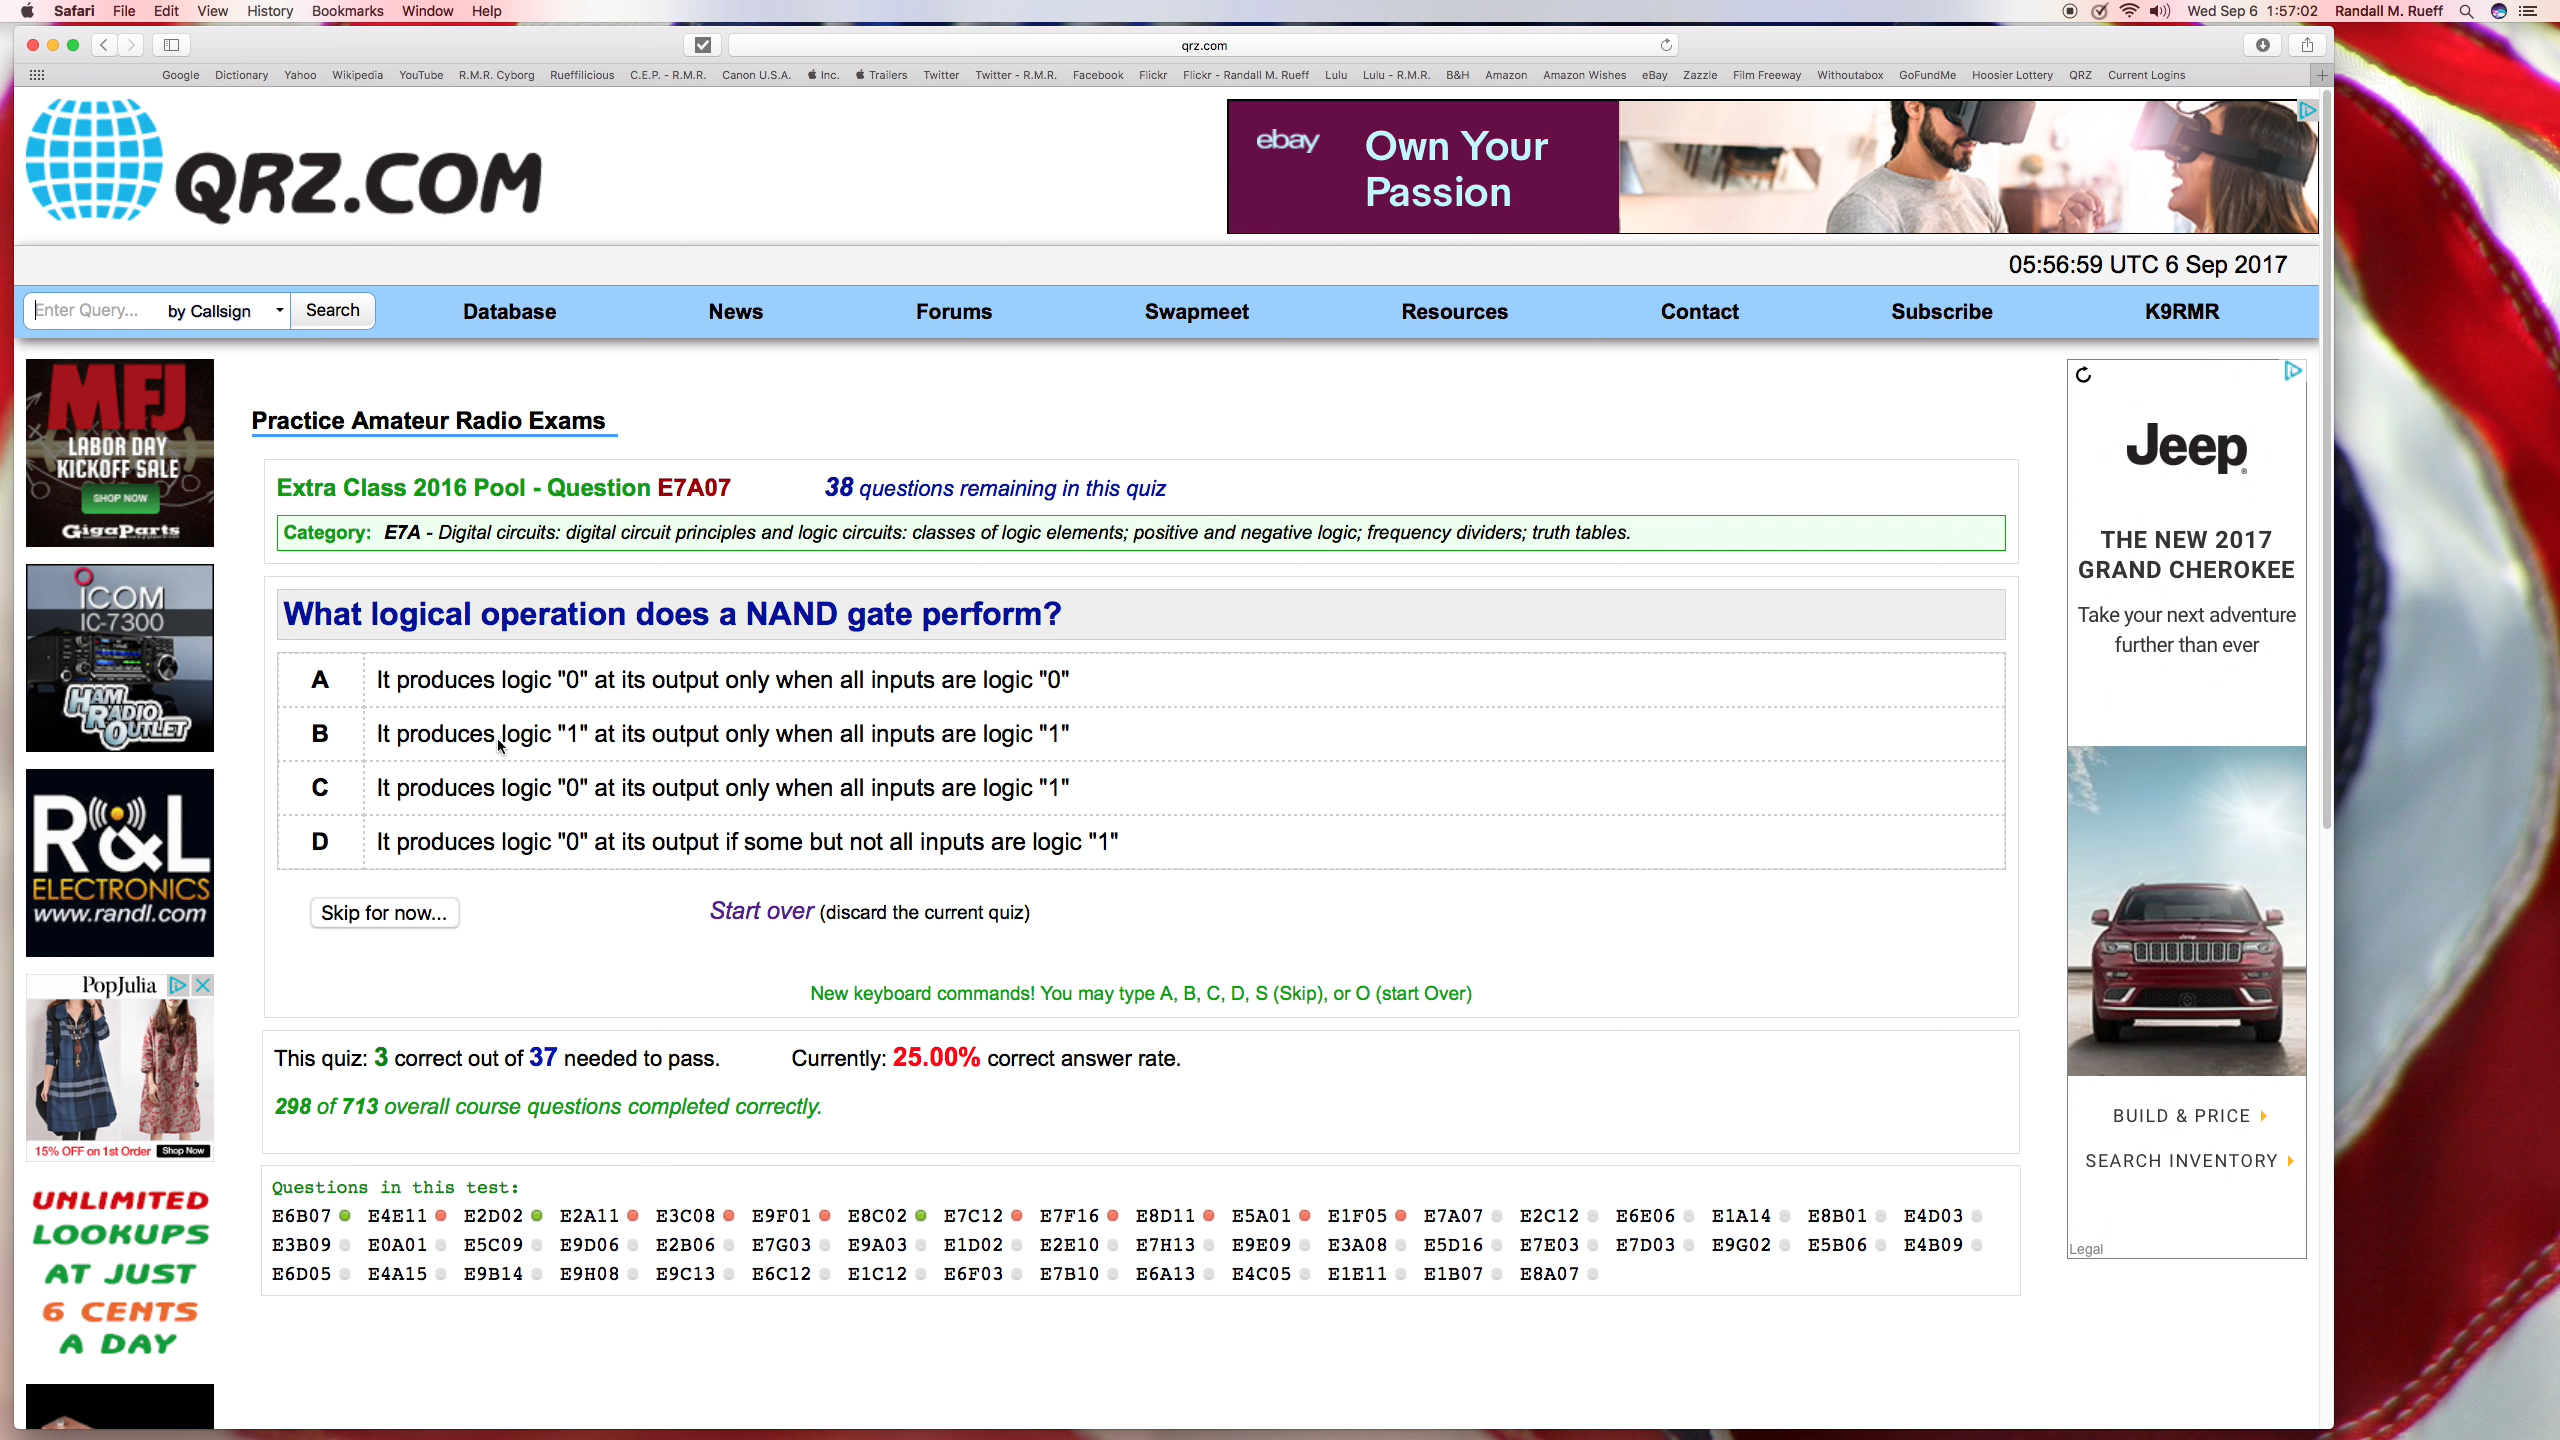 Safari File Edit View History Bookmarks Window Help
Wed Sep 6 1:57:02 Randall M. Rueff
qrz.com
Google Dictionary Yahoo Wikipedia YouTube R.M.R. Cyborg Rueffilicious C.E.P. - R.M.R. Canon U.S.A. Inc. Trailers Twitter Twitter - R.M.R. Facebook Flickr Flickr - Randall M. Rueff Lulu Lulu - R.M.R. B&H Amazon Amazon Wishes eBay Zazzle Film Freeway Withoutabox GoFundMe Hoosier Lottery QRZ Current Logins
QRZ.COM
ebay
Own Your
Passion
05:56:59 UTC 6 Sep 2017
Enter Query... by Callsign Search Database News Forums Swapmeet Resources Contact Subscribe K9RMR
MFJ
LABOR DAY
KICKOFF SALE
SHOP NOW
GigaParts
ICOM
IC-7300
HAM
RADIO
OUTLET
R&L
ELECTRONICS
www.randl.com
PopJulia
15% OFF on 1st Order Shop Now
UNLIMITED
LOOKUPS
AT JUST
6 CENTS
A DAY
Practice Amateur Radio Exams
Extra Class 2016 Pool - Question E7A07 38 questions remaining in this quiz
Category: E7A - Digital circuits: digital circuit principles and logic circuits: classes of logic elements; positive and negative logic; frequency dividers; truth tables.
What logical operation does a NAND gate perform?
A It produces logic "0" at its output only when all inputs are logic "0"
B It produces logic "1" at its output only when all inputs are logic "1"
C It produces logic "0" at its output only when all inputs are logic "1"
D It produces logic "0" at its output if some but not all inputs are logic "1"
Skip for now... Start over (discard the current quiz)
New keyboard commands! You may type A, B, C, D, S (Skip), or O (start Over)
This quiz: 3 correct out of 37 needed to pass. Currently: 25.00% correct answer rate.
298 of 713 overall course questions completed correctly.
Questions in this test:
E6B07 E4E11 E2D02 E2A11 E3C08 E9F01 E8C02 E7C12 E7F16 E8D11 E5A01 E1F05 E7A07 E2C12 E6E06 E1A14 E8B01 E4D03
E3B09 E0A01 E5C09 E9D06 E2B06 E7G03 E9A03 E1D02 E2E10 E7H13 E9E09 E3A08 E5D16 E7E03 E7D03 E9G02 E5B06 E4B09
E6D05 E4A15 E9B14 E9H08 E9C13 E6C12 E1C12 E6F03 E7B10 E6A13 E4C05 E1E11 E1B07 E8A07
Jeep
THE NEW 2017
GRAND CHEROKEE
Take your next adventure
further than ever
BUILD & PRICE
SEARCH INVENTORY
Legal